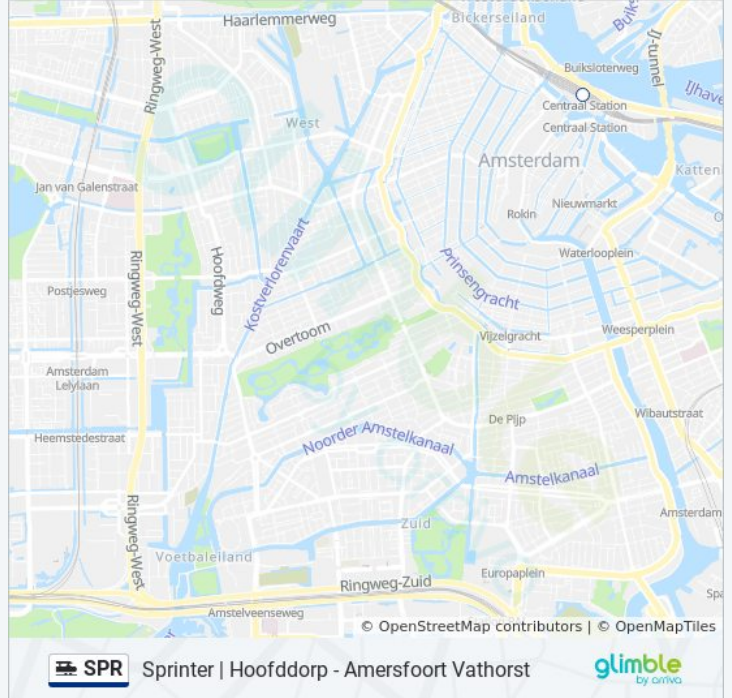 Haarlemmerweg
Bickerseiland
Ringweg-West
IJ-tunnel
Buiksloterweg
Centraal Station
Centraal Station
West
Amsterdam
Jan van Galenstraat
Nieuwmarkt
Rokin
Waterlooplein
Kostverlorenvaart
Hoofdweg
Prinsengracht
Postjesweg
Ringweg-West
Overtoom
Vijzelgracht
Weesperplein
Amsterdam
Lelylaan
De Pijp
Wibautstraat
Heemstedestraat
Noorder Amstelkanaal
Amstelkanaal
Ringweg-West
Amsterdam
Zuid
Voetbaleiland
Europaplein
Ringweg-Zuid
Amstelveenseweg
© OpenStreetMap contributors | © OpenMapTiles
SPR Sprinter | Hoofddorp - Amersfoort Vathorst
glimble
by arriva